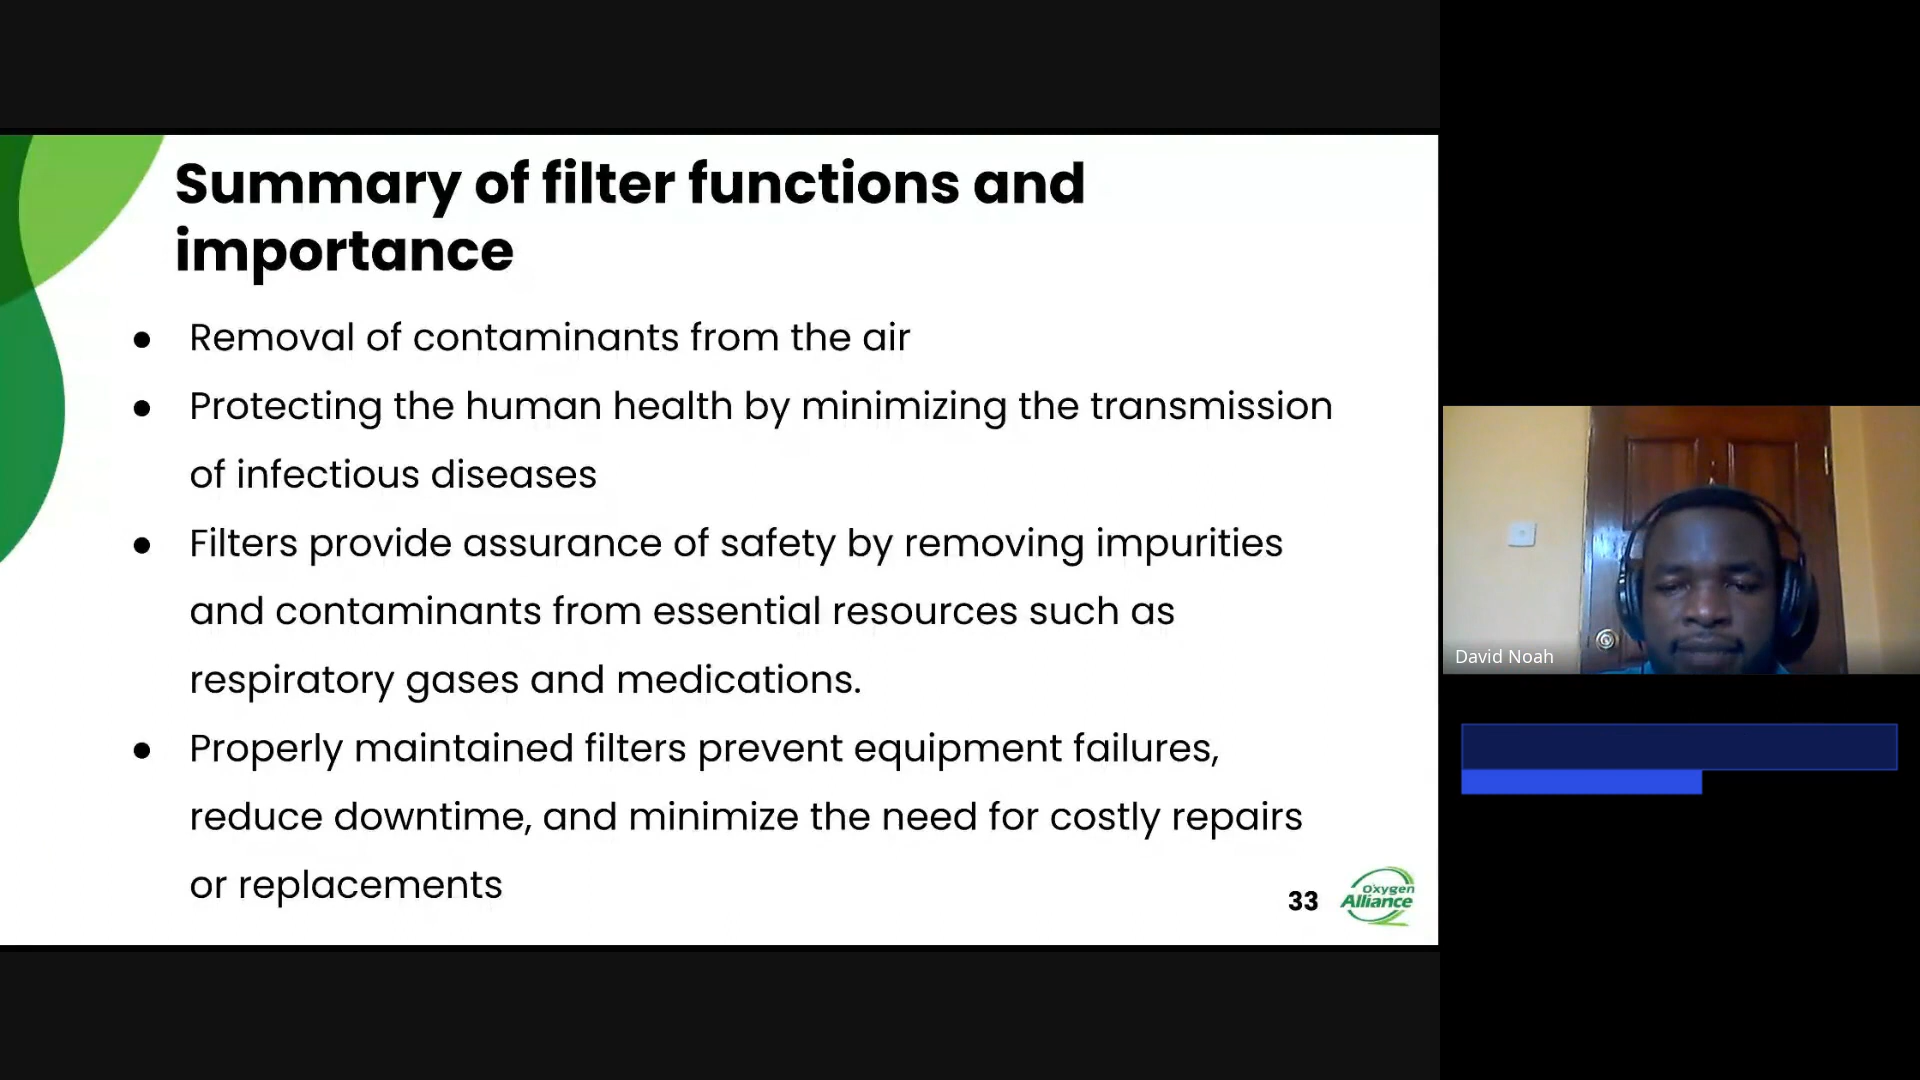 Summary of filter functions and
importance
● Removal of contaminants from the air
● Protecting the human health by minimizing the transmission
of infectious diseases
● Filters provide assurance of safety by removing impurities
and contaminants from essential resources such as
respiratory gases and medications.
● Properly maintained filters prevent equipment failures,
reduce downtime, and minimize the need for costly repairs
or replacements
33
Oxygen
Alliance
David Noah